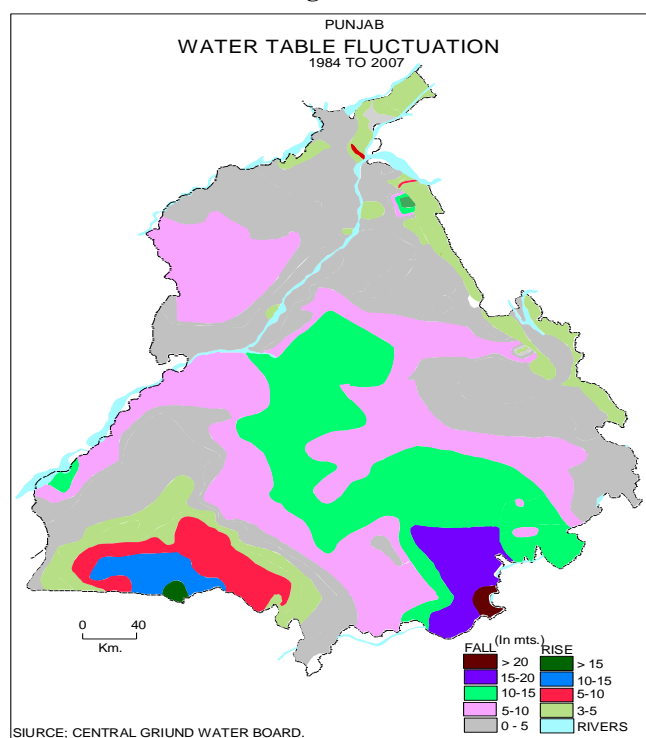 PUNJAB
WATER TABLE FLUCTUATION
1984 TO 2007
0 40
Km.
(In mts.)
FALL RISE
> 20 > 15
15-20 10-15
10-15 5-10
5-10 3-5
0 - 5 RIVERS
SIURCE; CENTRAL GRIUND WATER BOARD.